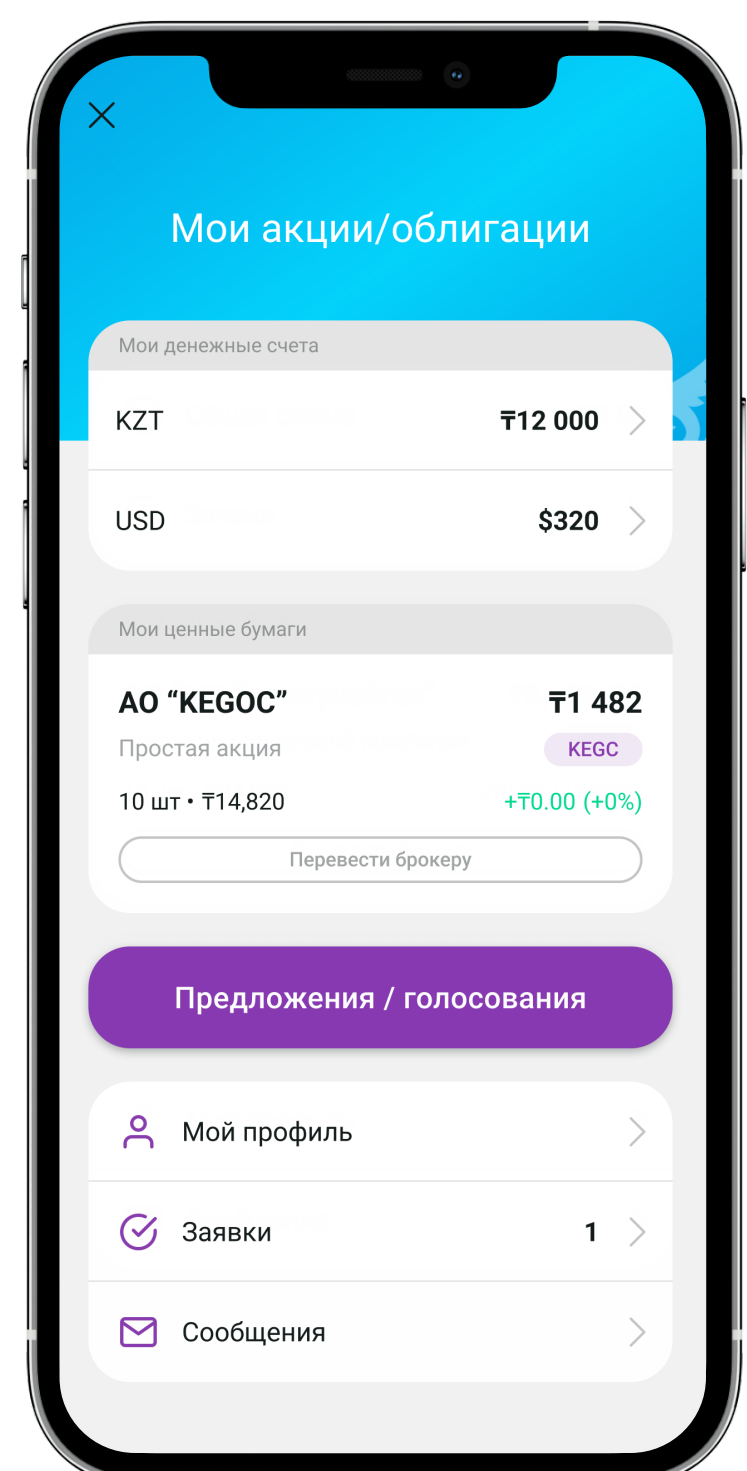 Мои акции/облигации
Мои денежные счета
KZT ₸12 000
USD $320
Мои ценные бумаги
АО “KEGOC” ₸1 482
Простая акция KEGC
10 шт • ₸14,820 +₸0.00 (+0%)
Перевести брокеру
Предложения / голосования
Мой профиль
Заявки 1
Сообщения